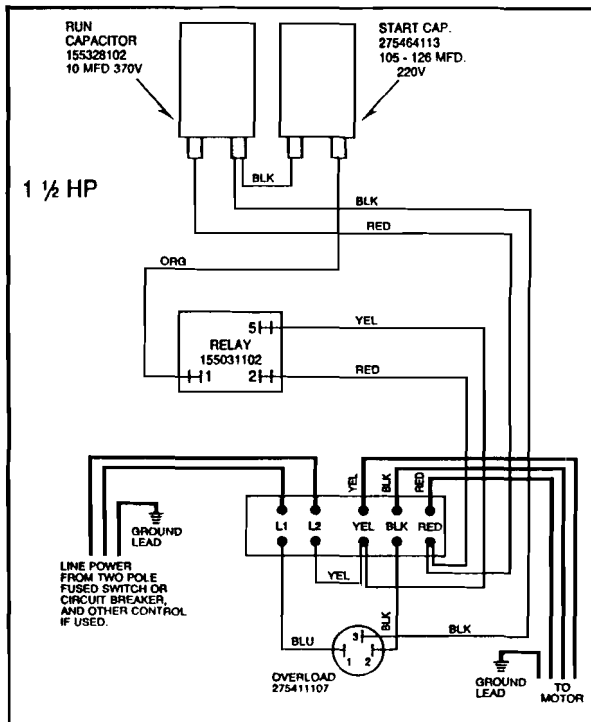 RUN
CAPACITOR
155328102
10 MFD 370V
START CAP.
275464113
105 - 126 MFD.
220V
1 ½ HP
BLK
BLK
RED
ORG
5
YEL
RELAY
155031102
1
2
RED
YEL
BLK
RED
L1
L2
YEL
BLK
RED
GROUND
LEAD
LINE POWER
FROM TWO POLE
FUSED SWITCH OR
CIRCUIT BREAKER,
AND OTHER CONTROL
IF USED.
YEL
BLK
BLU
3
BLK
1
2
OVERLOAD
275411107
GROUND
LEAD
TO
MOTOR